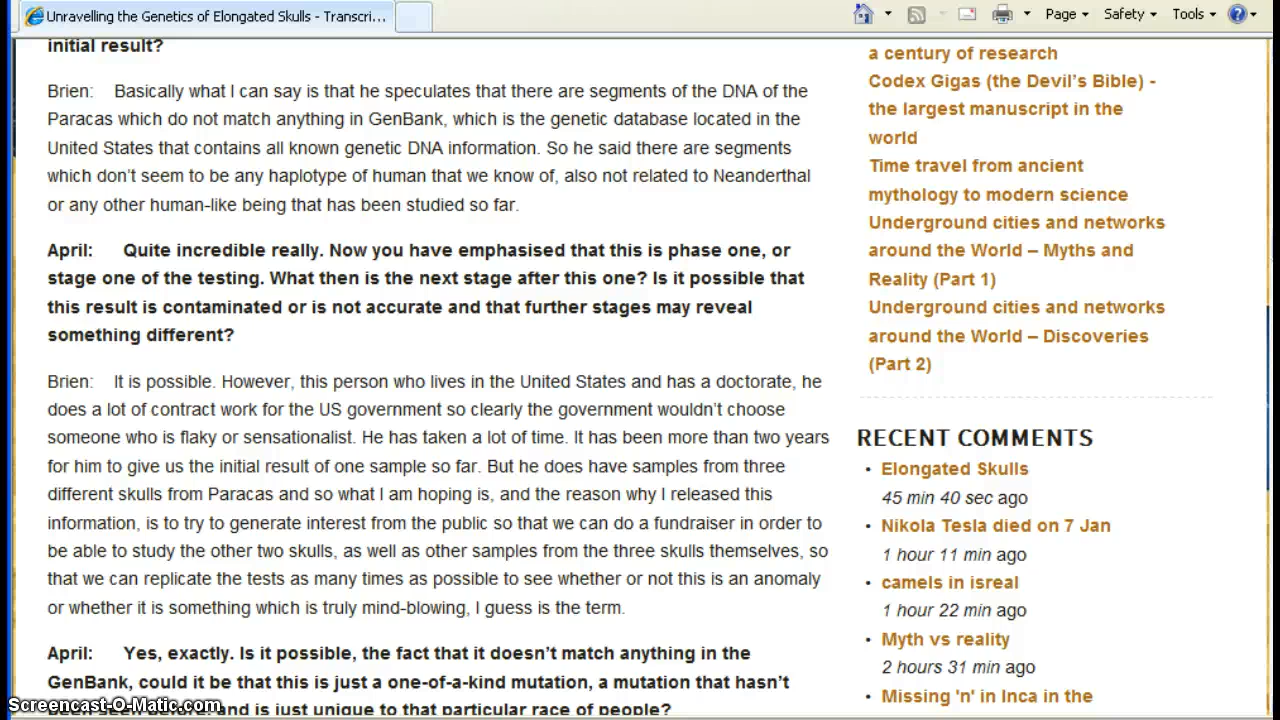 Unravelling the Genetics of Elongated Skulls - Transcri...
Page
Safety
Tools
initial result?
Brien: Basically what I can say is that he speculates that there are segments of the DNA of the
Paracas which do not match anything in GenBank, which is the genetic database located in the
United States that contains all known genetic DNA information. So he said there are segments
which don't seem to be any haplotype of human that we know of, also not related to Neanderthal
or any other human-like being that has been studied so far.
April: Quite incredible really. Now you have emphasised that this is phase one, or
stage one of the testing. What then is the next stage after this one? Is it possible that
this result is contaminated or is not accurate and that further stages may reveal
something different?
Brien: It is possible. However, this person who lives in the United States and has a doctorate, he
does a lot of contract work for the US government so clearly the government wouldn't choose
someone who is flaky or sensationalist. He has taken a lot of time. It has been more than two years
for him to give us the initial result of one sample so far. But he does have samples from three
different skulls from Paracas and so what I am hoping is, and the reason why I released this
information, is to try to generate interest from the public so that we can do a fundraiser in order to
be able to study the other two skulls, as well as other samples from the three skulls themselves, so
that we can replicate the tests as many times as possible to see whether or not this is an anomaly
or whether it is something which is truly mind-blowing, I guess is the term.
April: Yes, exactly. Is it possible, the fact that it doesn't match anything in the
GenBank, could it be that this is just a one-of-a-kind mutation, a mutation that hasn't
and is just unique to that particular race of people?
a century of research
Codex Gigas (the Devil's Bible) -
the largest manuscript in the
world
Time travel from ancient
mythology to modern science
Underground cities and networks
around the World – Myths and
Reality (Part 1)
Underground cities and networks
around the World – Discoveries
(Part 2)
RECENT COMMENTS
• Elongated Skulls
45 min 40 sec ago
• Nikola Tesla died on 7 Jan
1 hour 11 min ago
• camels in isreal
1 hour 22 min ago
• Myth vs reality
2 hours 31 min ago
• Missing 'n' in Inca in the
Screencast-O-Matic.com